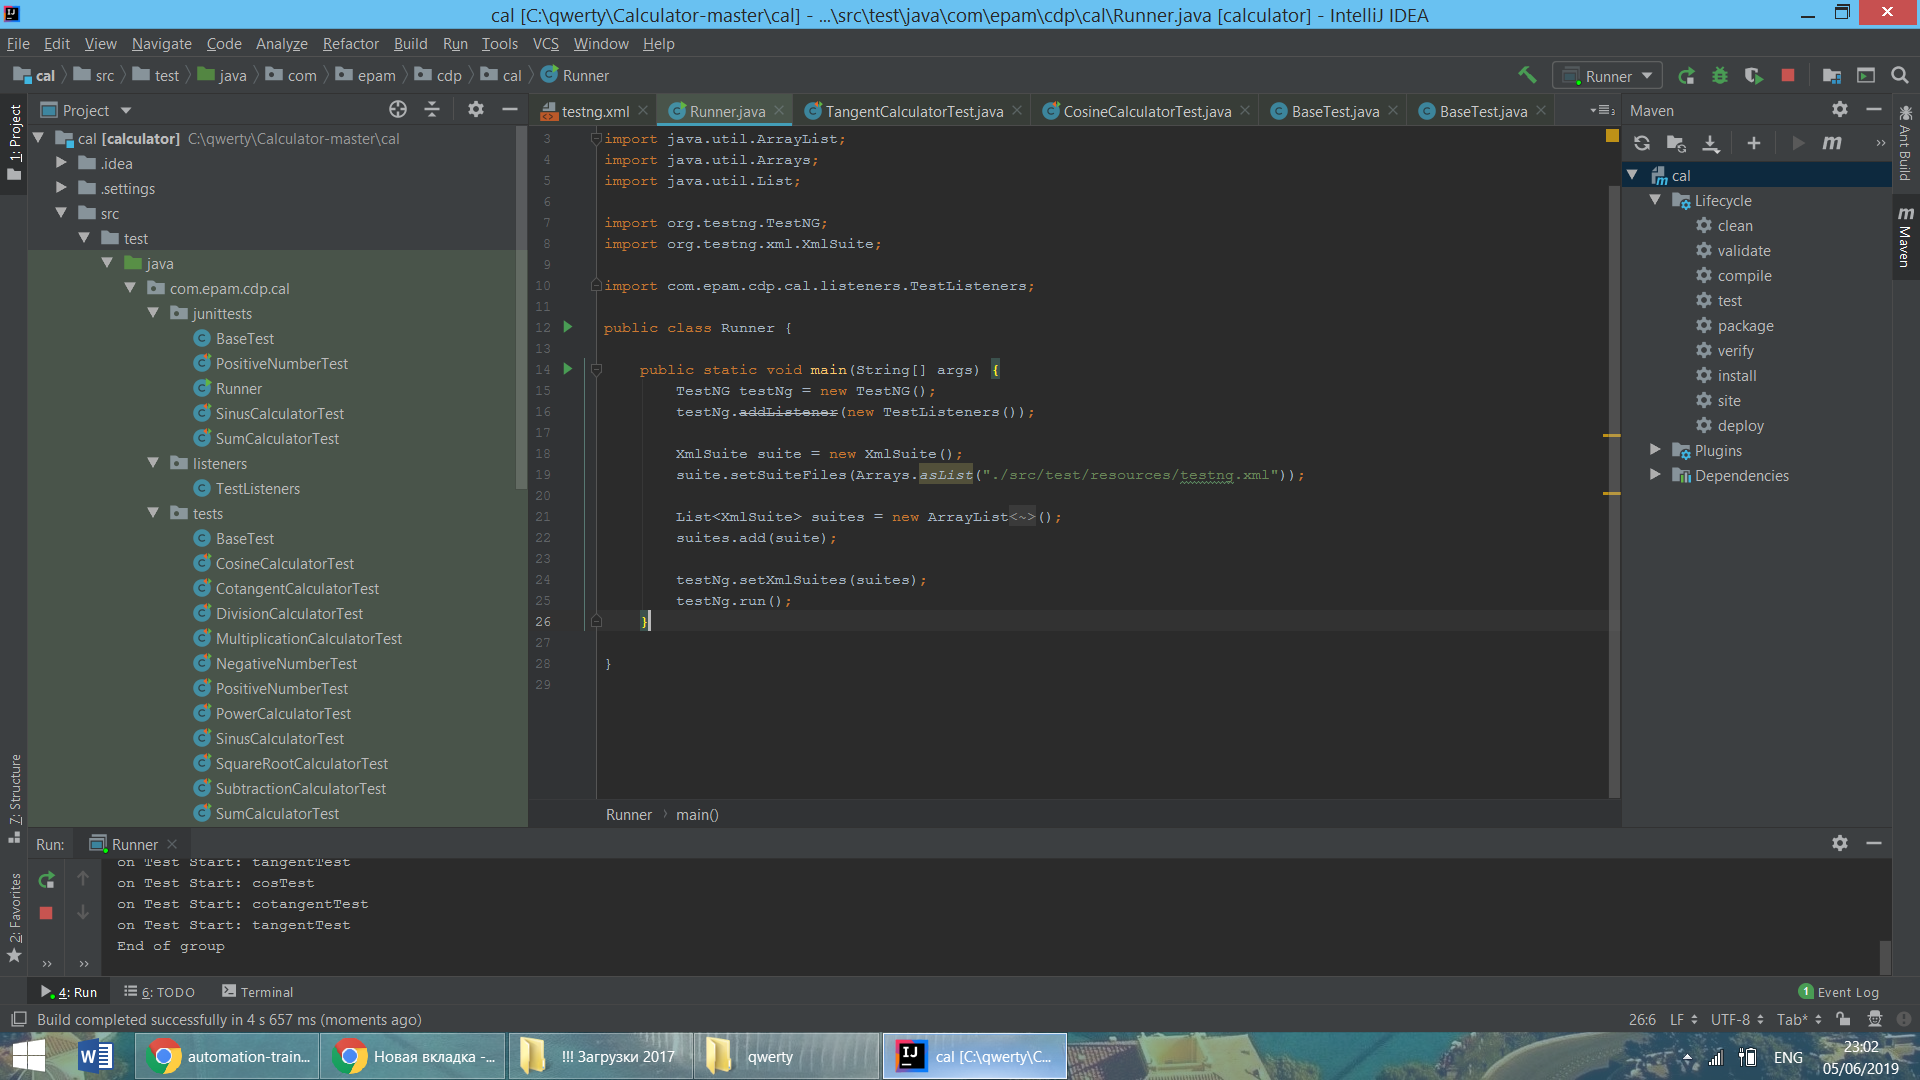 cal [C:\qwerty\Calculator-master\cal] - ...\src\test\java\com\epam\cdp\cal\Runner.java [calculator] - IntelliJ IDEA
File Edit View Navigate Code Analyze Refactor Build Run Tools VCS Window Help
cal src test java com epam cdp cal Runner
Runner
1: Project
Project
cal [calculator] C:\qwerty\Calculator-master\cal
.idea
.settings
src
test
java
com.epam.cdp.cal
junittests
BaseTest
PositiveNumberTest
Runner
SinusCalculatorTest
SumCalculatorTest
listeners
TestListeners
tests
BaseTest
CosineCalculatorTest
CotangentCalculatorTest
DivisionCalculatorTest
MultiplicationCalculatorTest
NegativeNumberTest
PositiveNumberTest
PowerCalculatorTest
SinusCalculatorTest
SquareRootCalculatorTest
SubtractionCalculatorTest
SumCalculatorTest
testng.xml Runner.java TangentCalculatorTest.java CosineCalculatorTest.java BaseTest.java BaseTest.java
3 import java.util.ArrayList;
4 import java.util.Arrays;
5 import java.util.List;
6
7 import org.testng.TestNG;
8 import org.testng.xml.XmlSuite;
9
10 import com.epam.cdp.cal.listeners.TestListeners;
11
12 public class Runner {
13
14 public static void main(String[] args) {
15 TestNG testNg = new TestNG();
16 testNg.addListener(new TestListeners());
17
18 XmlSuite suite = new XmlSuite();
19 suite.setSuiteFiles(Arrays.asList("./src/test/resources/testng.xml"));
20
21 List<XmlSuite> suites = new ArrayList<~>();
22 suites.add(suite);
23
24 testNg.setXmlSuites(suites);
25 testNg.run();
26 }
27
28 }
29
Runner main()
Maven
cal
Lifecycle
clean
validate
compile
test
package
verify
install
site
deploy
Plugins
Dependencies
Ant Build
m Maven
7: Structure
2: Favorites
Run: Runner
on Test Start: tangentTest
on Test Start: cosTest
on Test Start: cotangentTest
on Test Start: tangentTest
End of group
4: Run 6: TODO Terminal
1 Event Log
Build completed successfully in 4 s 657 ms (moments ago)
26:6 LF UTF-8 Tab*
automation-train... Новая вкладка -... !!! Загрузки 2017 qwerty cal [C:\qwerty\C...
ENG
23:02
05/06/2019